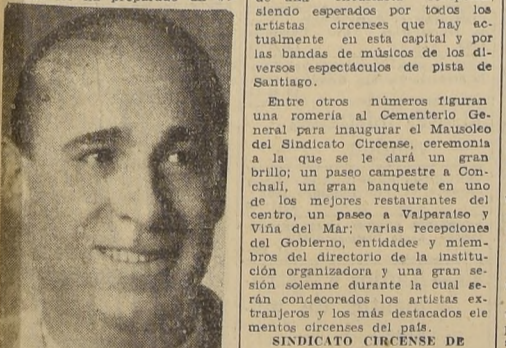 siendo esperados por todos los
artistas circenses que hay ac-
tualmente en esta capital y por
las bandas de músicos de los di-
versos espectáculos de pista de
Santiago.
Entre otros números figuran
una romería al Cementerio Ge-
neral para inaugurar el Mausoleo
del Sindicato Circense, ceremonia
a la que se le dará un gran
brillo; un paseo campestre a Con-
chalí, un gran banquete en uno
de los mejores restaurantes del
centro, un paseo a Valparaíso y
Viña del Mar; varias recepciones
del Gobierno, entidades y miem-
bros del directorio de la institu-
ción organizadora y una gran se-
sión solemne durante la cual se-
rán condecorados los artistas ex-
tranjeros y los más destacados ele
mentos circenses del país.
SINDICATO CIRCENSE DE